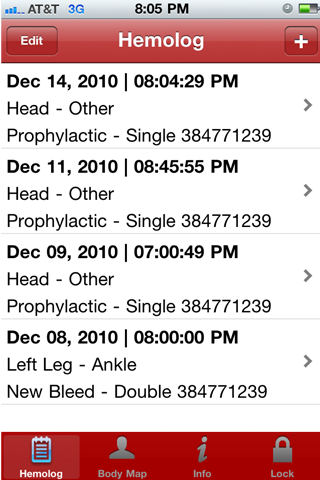 AT&T 3G 8:05 PM
Edit Hemolog +
Dec 14, 2010 | 08:04:29 PM
Head - Other
Prophylactic - Single 384771239
Dec 11, 2010 | 08:45:55 PM
Head - Other
Prophylactic - Single 384771239
Dec 09, 2010 | 07:00:49 PM
Head - Other
Prophylactic - Single 384771239
Dec 08, 2010 | 08:00:00 PM
Left Leg - Ankle
New Bleed - Double 384771239
Hemolog Body Map Info Lock